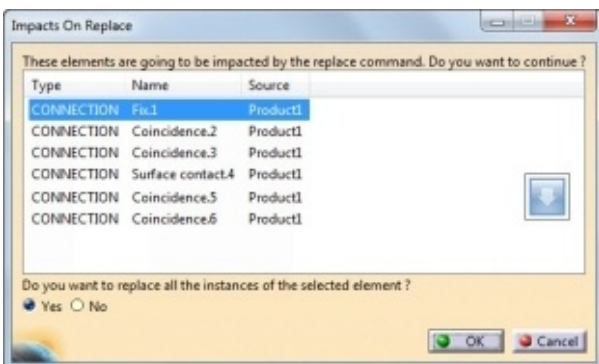 Impacts On Replace
These elements are going to be impacted by the replace command. Do you want to continue ?
Type Name Source
CONNECTION Fix.1 Product1
CONNECTION Coincidence.2 Product1
CONNECTION Coincidence.3 Product1
CONNECTION Surface contact.4 Product1
CONNECTION Coincidence.5 Product1
CONNECTION Coincidence.6 Product1
Do you want to replace all the instances of the selected element ?
Yes No
OK Cancel